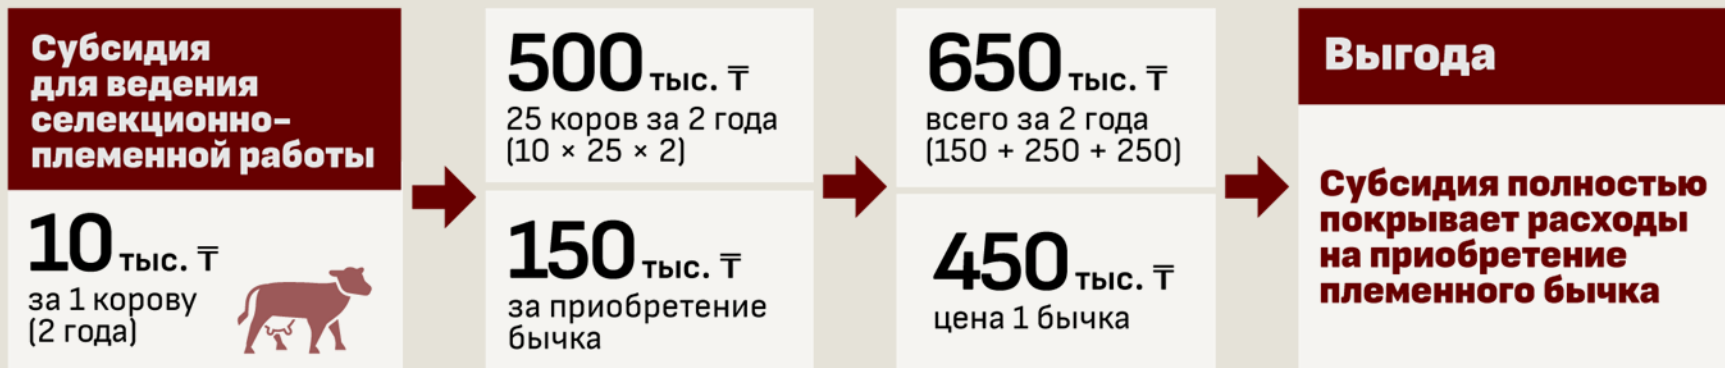 Субсидия
для ведения
селекционно-
племенной работы
10 тыс. ₸
за 1 корову
(2 года)
500 тыс. ₸
25 коров за 2 года
(10 × 25 × 2)
150 тыс. ₸
за приобретение
бычка
650 тыс. ₸
всего за 2 года
(150 + 250 + 250)
450 тыс. ₸
цена 1 бычка
Выгода
Субсидия полностью
покрывает расходы
на приобретение
племенного бычка